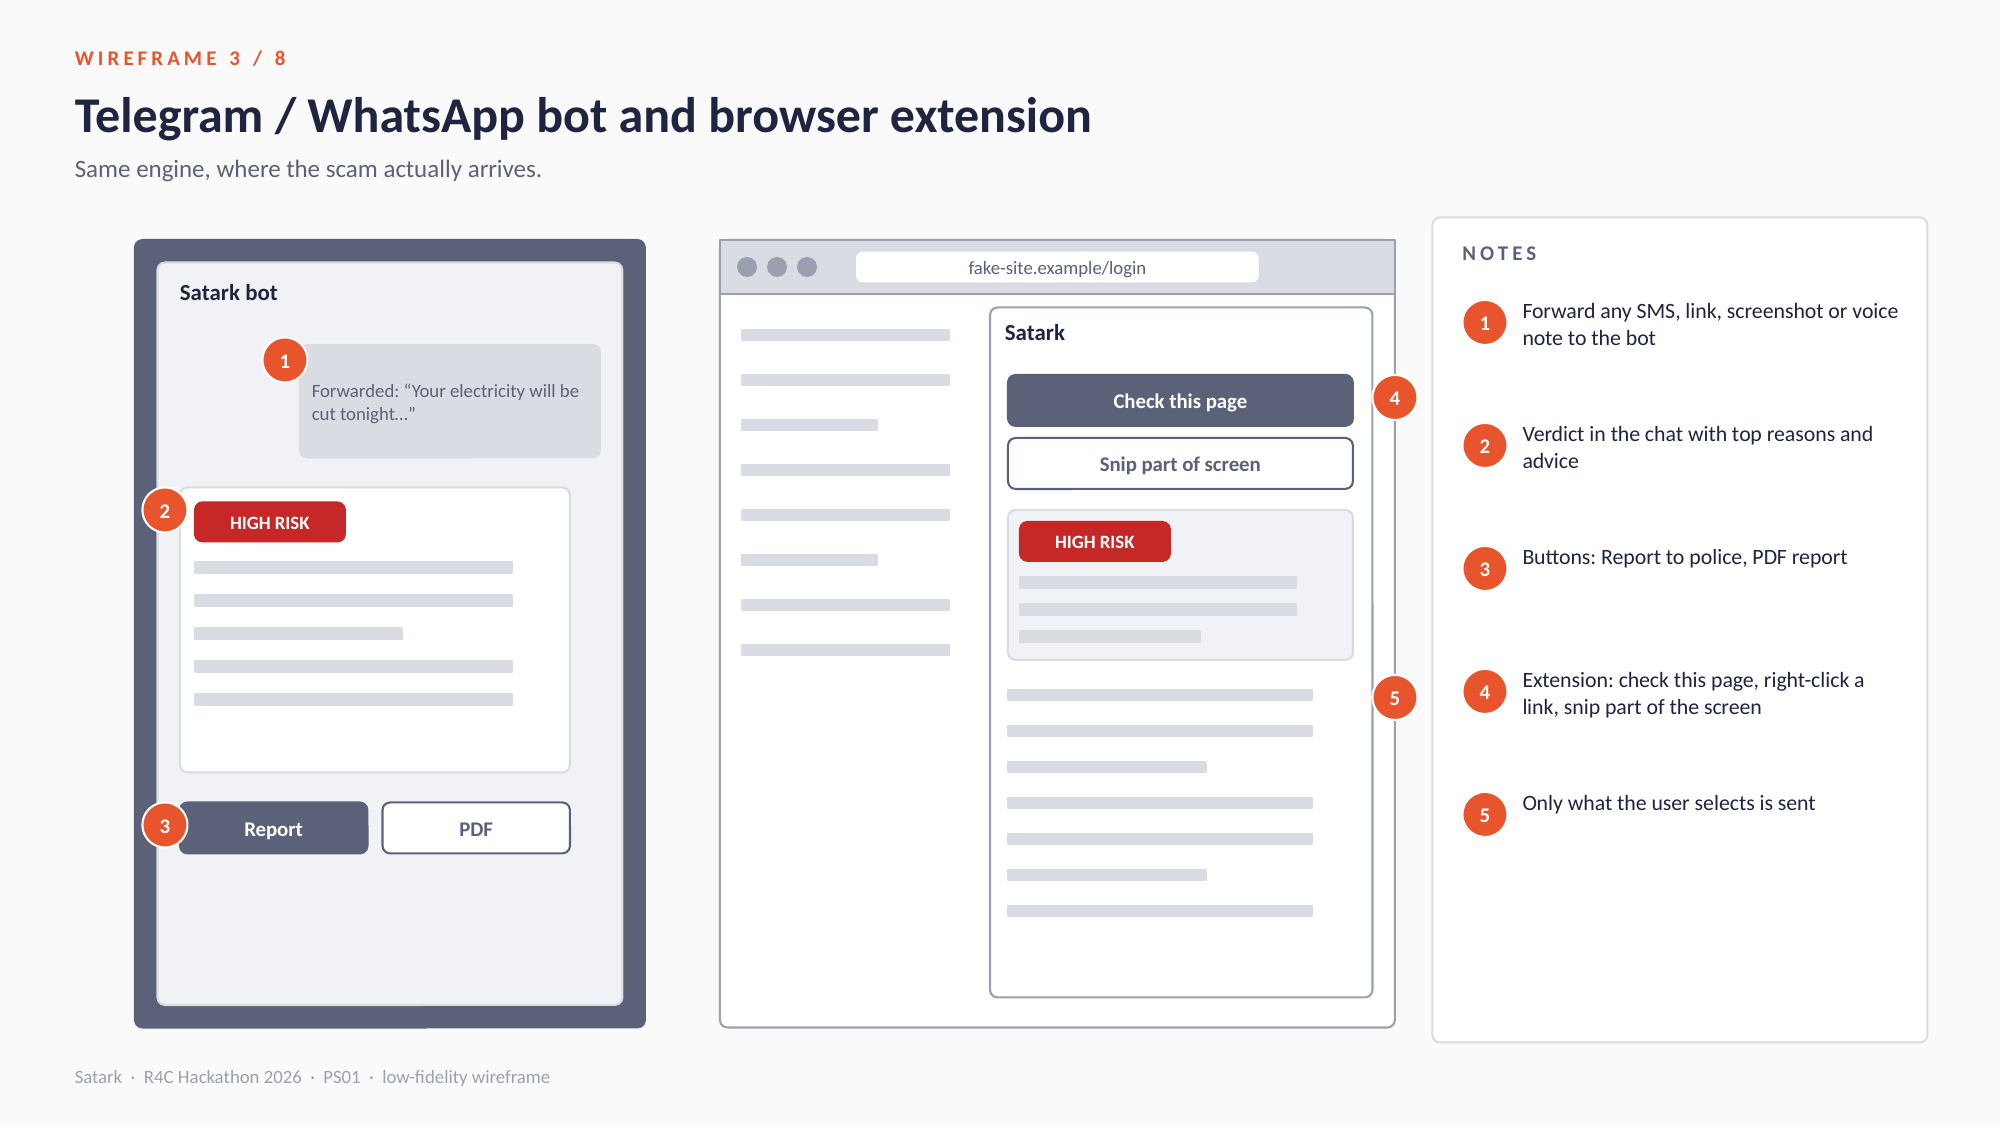 WIREFRAME 3 / 8
Telegram / WhatsApp bot and browser extension
Same engine, where the scam actually arrives.
Satark bot
1
Forwarded: “Your electricity will be
cut tonight...”
2
HIGH RISK
3
Report
PDF
fake-site.example/login
Satark
Check this page
4
Snip part of screen
HIGH RISK
5
NOTES
1
Forward any SMS, link, screenshot or voice
note to the bot
2
Verdict in the chat with top reasons and
advice
3
Buttons: Report to police, PDF report
4
Extension: check this page, right-click a
link, snip part of the screen
5
Only what the user selects is sent
Satark · R4C Hackathon 2026 · PS01 · low-fidelity wireframe